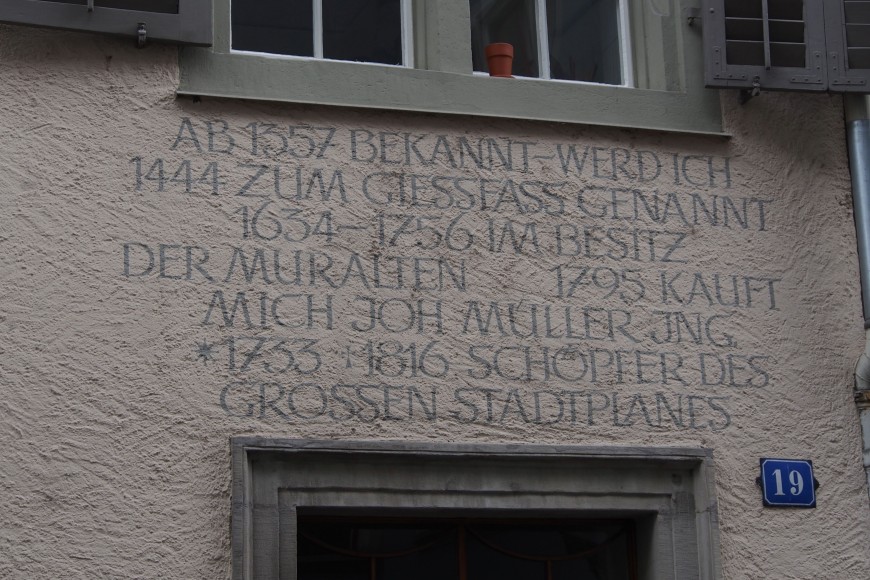 AB 1357 BEKANNT-WERD ICH
1444 ZUM GIESSFASS GENANNT
1634-1756 IM BESITZ
DER MURALTEN 1795 KAUFT
MICH JOH MÜLLER JNG.
*1733 †1816 SCHÖPFER DES
GROSSEN STADTPLANES
19